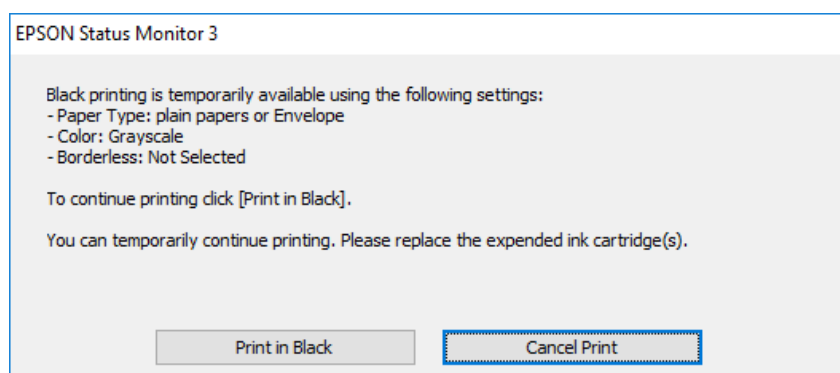 EPSON Status Monitor 3
Black printing is temporarily available using the following settings:
- Paper Type: plain papers or Envelope
- Color: Grayscale
- Borderless: Not Selected
To continue printing click [Print in Black].
You can temporarily continue printing. Please replace the expended ink cartridge(s).
Print in Black
Cancel Print